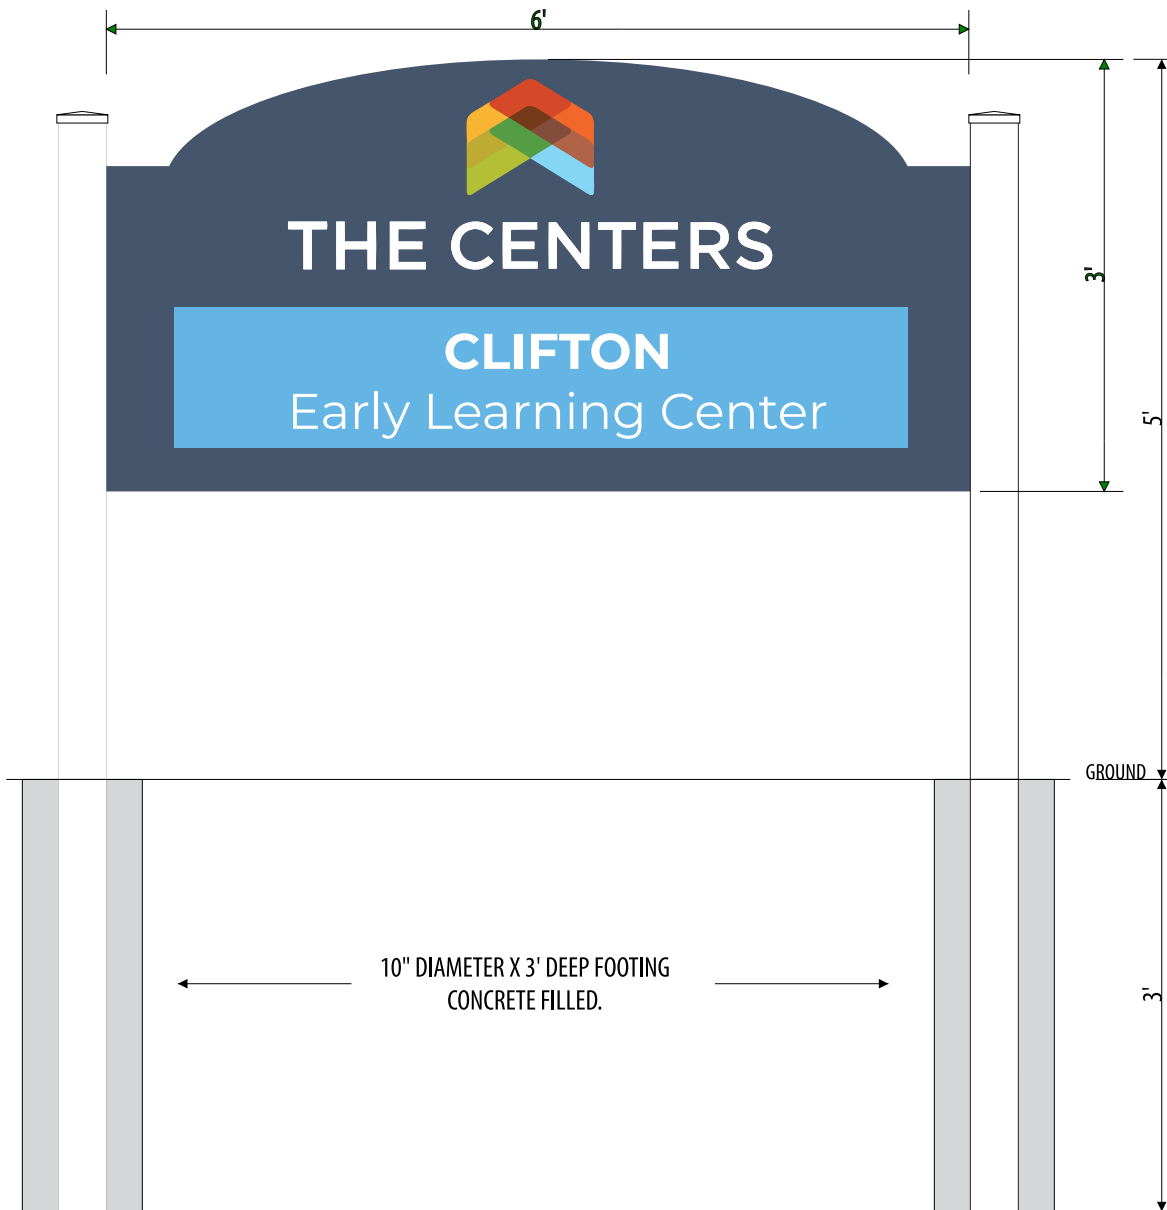 6'
THE CENTERS
3'
CLIFTON
Early Learning Center
5'
GROUND
10" DIAMETER X 3' DEEP FOOTING
CONCRETE FILLED.
3'